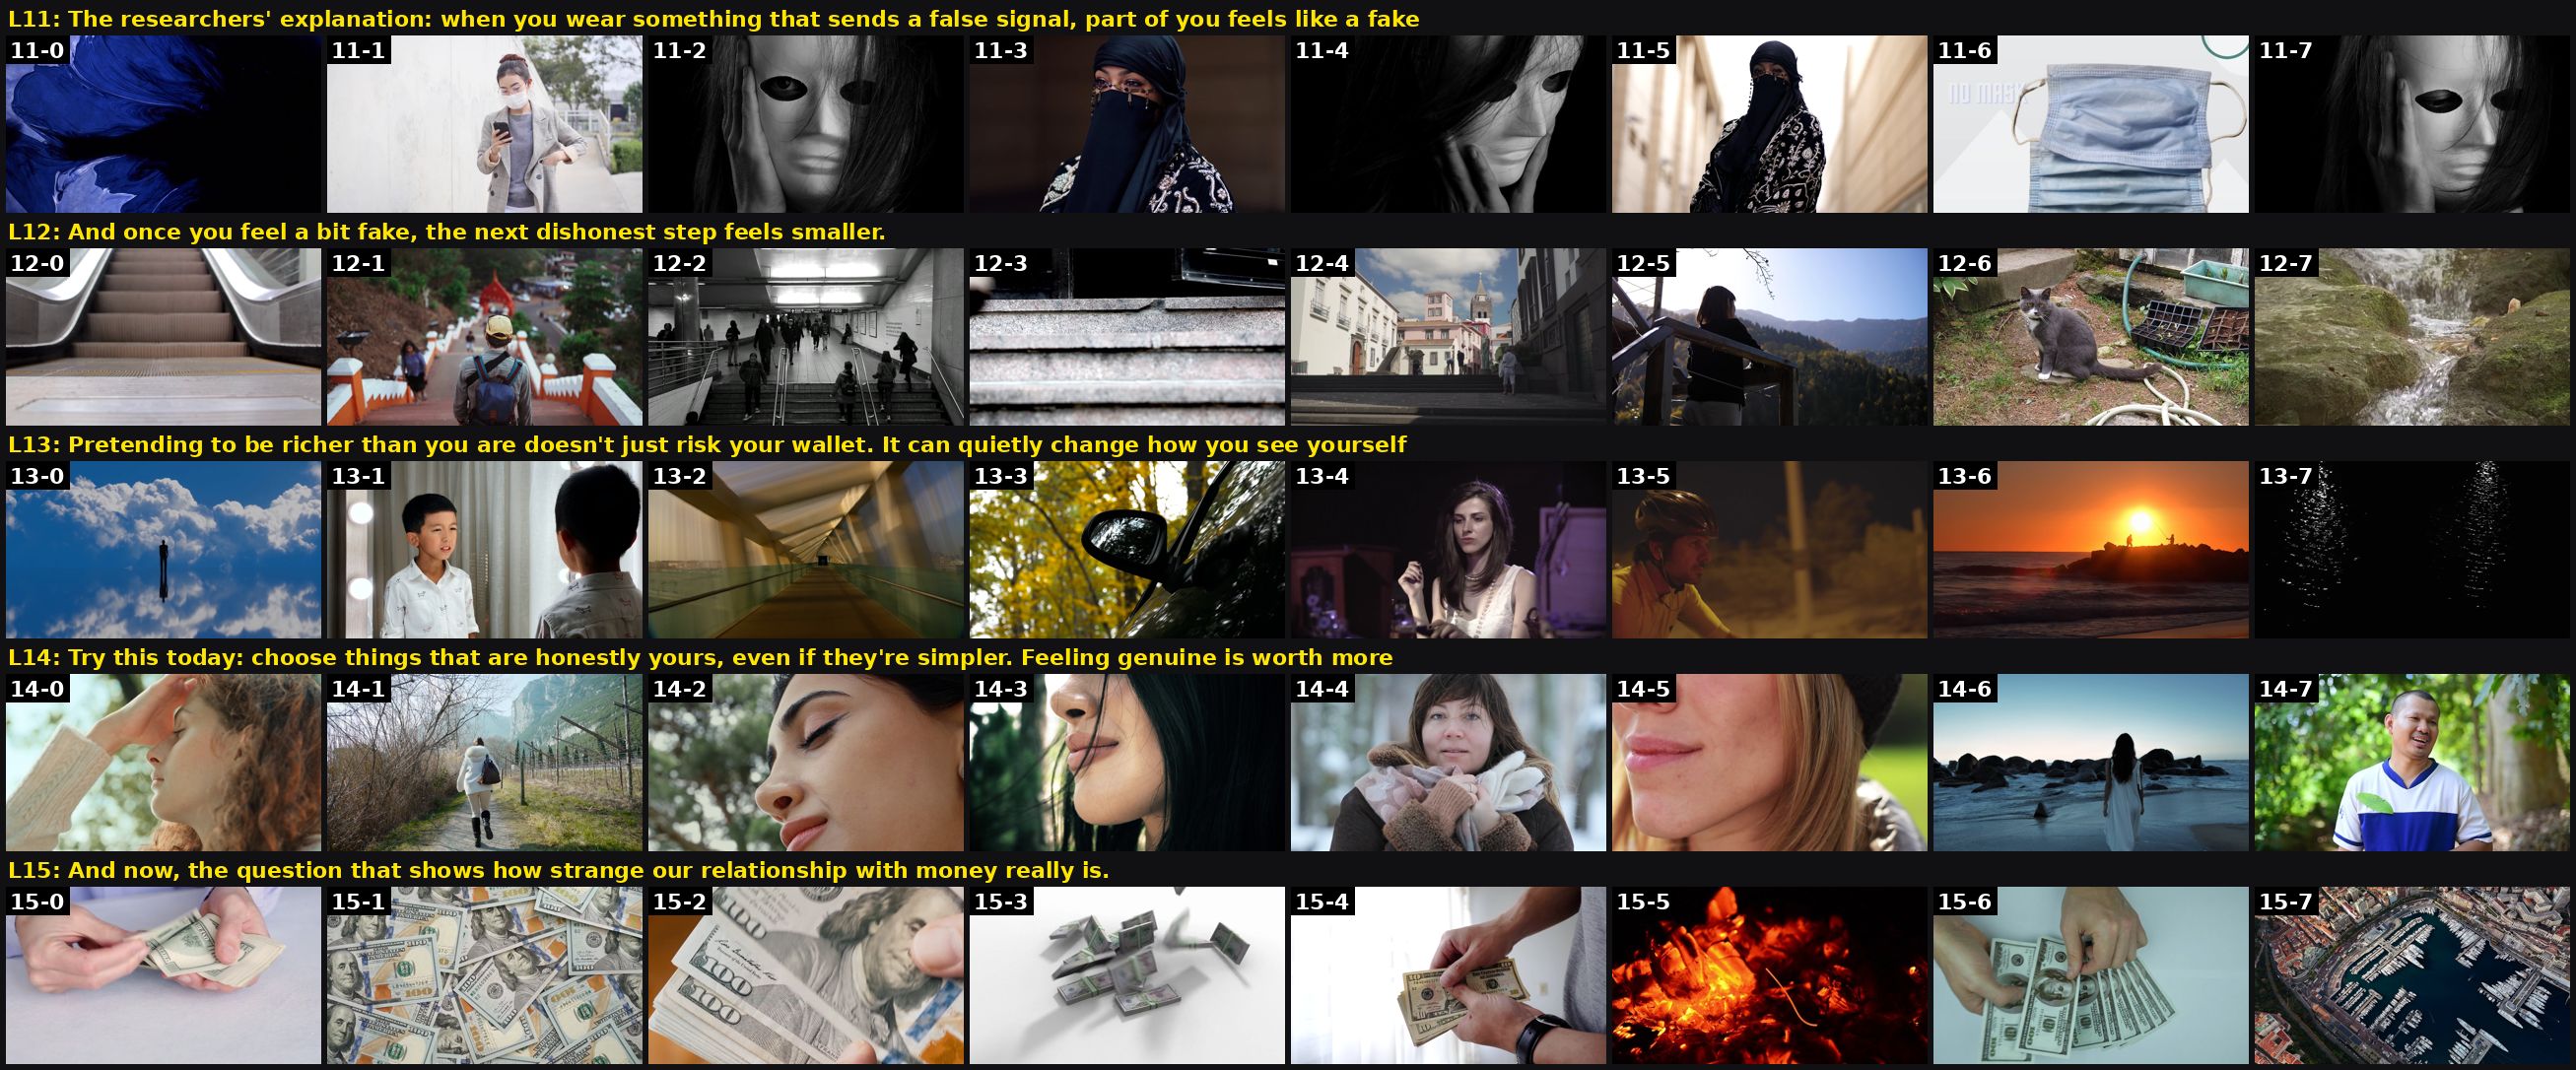 L11: The researchers' explanation: when you wear something that sends a false signal, part of you feels like a fake
11-0 11-1 11-2 11-3 11-4 11-5 11-6 11-7
NO MASK
L12: And once you feel a bit fake, the next dishonest step feels smaller.
12-0 12-1 12-2 12-3 12-4 12-5 12-6 12-7
L13: Pretending to be richer than you are doesn't just risk your wallet. It can quietly change how you see yourself
13-0 13-1 13-2 13-3 13-4 13-5 13-6 13-7
L14: Try this today: choose things that are honestly yours, even if they're simpler. Feeling genuine is worth more
14-0 14-1 14-2 14-3 14-4 14-5 14-6 14-7
L15: And now, the question that shows how strange our relationship with money really is.
15-0 15-1 15-2 15-3 15-4 15-5 15-6 15-7
100 100